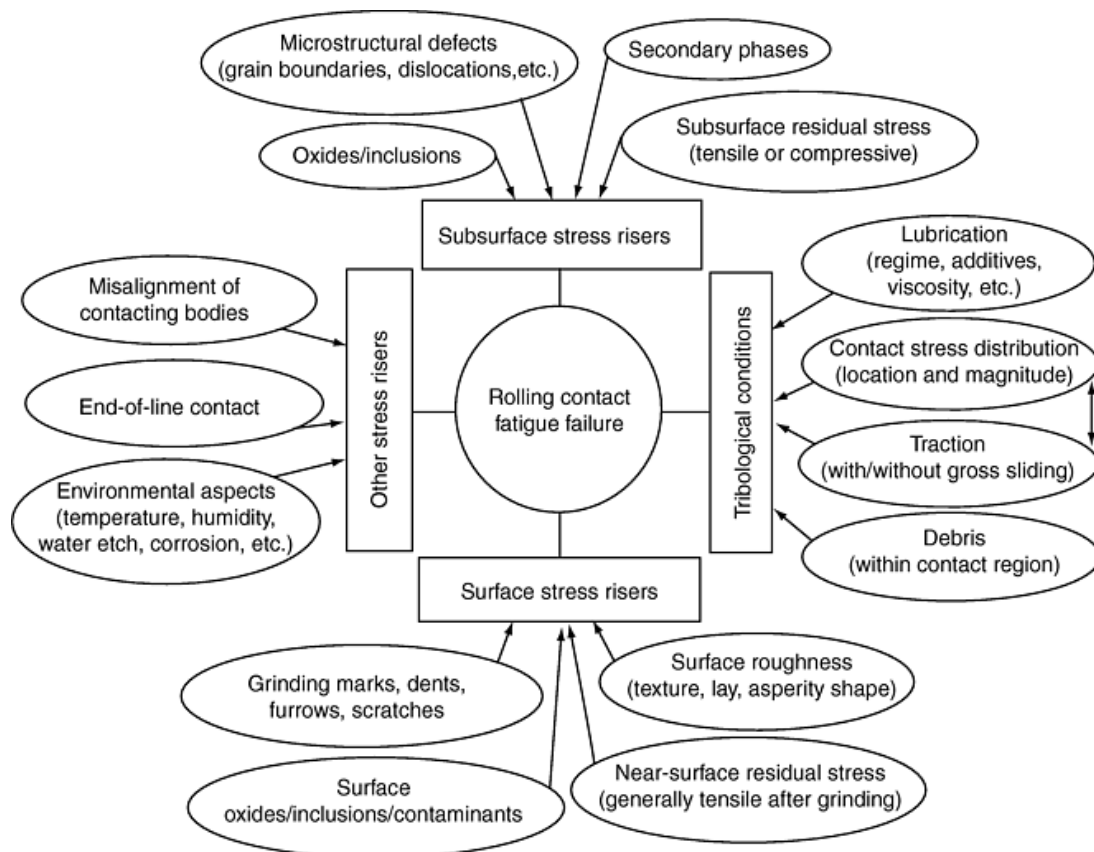 Microstructural defects
(grain boundaries, dislocations,etc.)
Secondary phases
Oxides/inclusions
Subsurface residual stress
(tensile or compressive)
Subsurface stress risers
Misalignment of
contacting bodies
End-of-line contact
Environmental aspects
(temperature, humidity,
water etch, corrosion, etc.)
Other stress risers
Rolling contact
fatigue failure
Tribological conditions
Lubrication
(regime, additives,
viscosity, etc.)
Contact stress distribution
(location and magnitude)
Traction
(with/without gross sliding)
Debris
(within contact region)
Surface stress risers
Grinding marks, dents,
furrows, scratches
Surface roughness
(texture, lay, asperity shape)
Surface
oxides/inclusions/contaminants
Near-surface residual stress
(generally tensile after grinding)